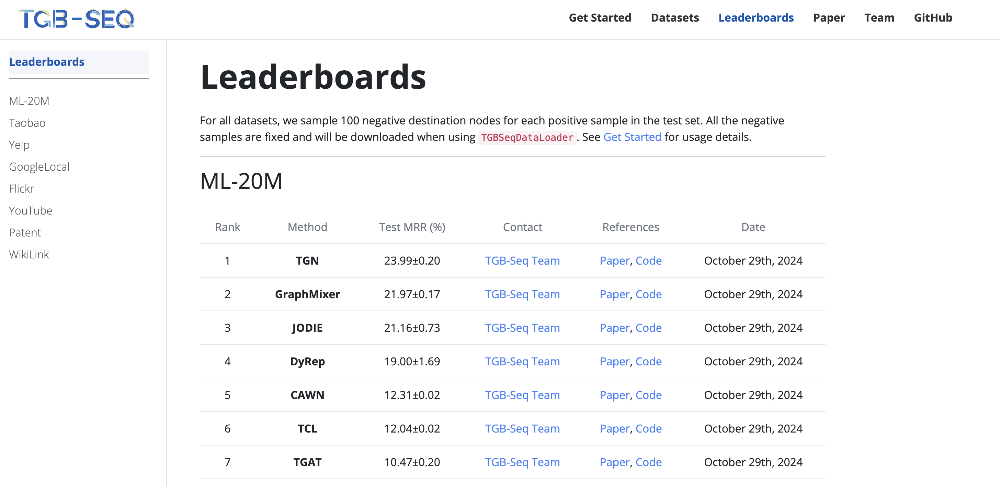 TGB-SEQ
Get Started Datasets Leaderboards Paper Team GitHub
Leaderboards
ML-20M
Taobao
Yelp
GoogleLocal
Flickr
YouTube
Patent
WikiLink
Leaderboards
For all datasets, we sample 100 negative destination nodes for each positive sample in the test set. All the negative
samples are fixed and will be downloaded when using TGBSeqDataLoader. See Get Started for usage details.
ML-20M
Rank Method Test MRR (%) Contact References Date
1 TGN 23.99±0.20 TGB-Seq Team Paper, Code October 29th, 2024
2 GraphMixer 21.97±0.17 TGB-Seq Team Paper, Code October 29th, 2024
3 JODIE 21.16±0.73 TGB-Seq Team Paper, Code October 29th, 2024
4 DyRep 19.00±1.69 TGB-Seq Team Paper, Code October 29th, 2024
5 CAWN 12.31±0.02 TGB-Seq Team Paper, Code October 29th, 2024
6 TCL 12.04±0.02 TGB-Seq Team Paper, Code October 29th, 2024
7 TGAT 10.47±0.20 TGB-Seq Team Paper, Code October 29th, 2024